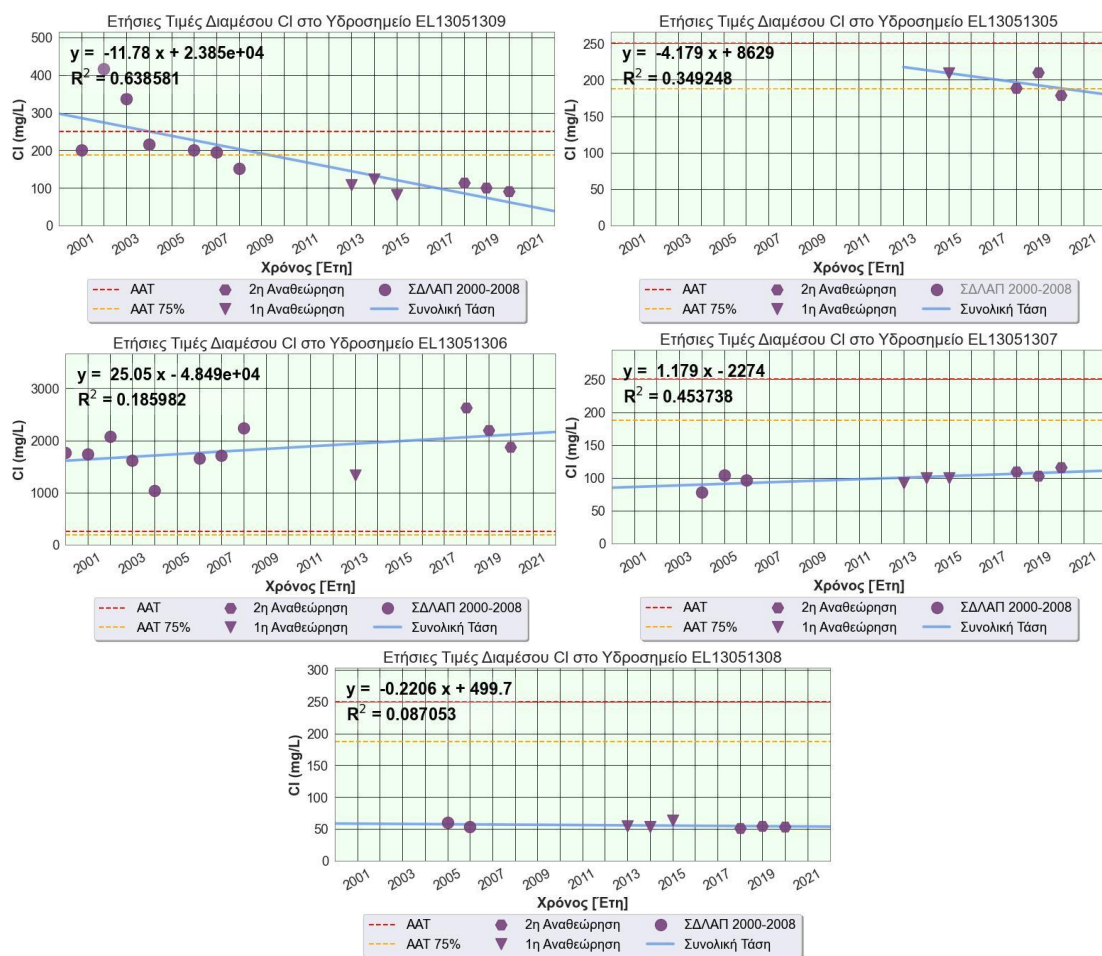 Ετήσιες Τιμές Διαμέσου Cl στο Υδροσημείο EL13051309
y = -11.78 x + 2.385e+04
R² = 0.638581
Cl (mg/L)
500
400
300
200
100
0
2001 2003 2005 2007 2009 2011 2013 2015 2017 2019 2021
Χρόνος [Έτη]
ΑΑΤ 2η Αναθεώρηση ΣΔΛΑΠ 2000-2008
ΑΑΤ 75% 1η Αναθεώρηση Συνολική Τάση
Ετήσιες Τιμές Διαμέσου Cl στο Υδροσημείο EL13051305
y = -4.179 x + 8629
R² = 0.349248
Cl (mg/L)
250
200
150
100
50
0
2001 2003 2005 2007 2009 2011 2013 2015 2017 2019 2021
Χρόνος [Έτη]
ΑΑΤ 2η Αναθεώρηση ΣΔΛΑΠ 2000-2008
ΑΑΤ 75% 1η Αναθεώρηση Συνολική Τάση
Ετήσιες Τιμές Διαμέσου Cl στο Υδροσημείο EL13051306
y = 25.05 x - 4.849e+04
R² = 0.185982
Cl (mg/L)
3000
2000
1000
0
2001 2003 2005 2007 2009 2011 2013 2015 2017 2019 2021
Χρόνος [Έτη]
ΑΑΤ 2η Αναθεώρηση ΣΔΛΑΠ 2000-2008
ΑΑΤ 75% 1η Αναθεώρηση Συνολική Τάση
Ετήσιες Τιμές Διαμέσου Cl στο Υδροσημείο EL13051307
y = 1.179 x - 2274
R² = 0.453738
Cl (mg/L)
250
200
150
100
50
0
2001 2003 2005 2007 2009 2011 2013 2015 2017 2019 2021
Χρόνος [Έτη]
ΑΑΤ 2η Αναθεώρηση ΣΔΛΑΠ 2000-2008
ΑΑΤ 75% 1η Αναθεώρηση Συνολική Τάση
Ετήσιες Τιμές Διαμέσου Cl στο Υδροσημείο EL13051308
y = -0.2206 x + 499.7
R² = 0.087053
Cl (mg/L)
300
250
200
150
100
50
0
2001 2003 2005 2007 2009 2011 2013 2015 2017 2019 2021
Χρόνος [Έτη]
ΑΑΤ 2η Αναθεώρηση ΣΔΛΑΠ 2000-2008
ΑΑΤ 75% 1η Αναθεώρηση Συνολική Τάση